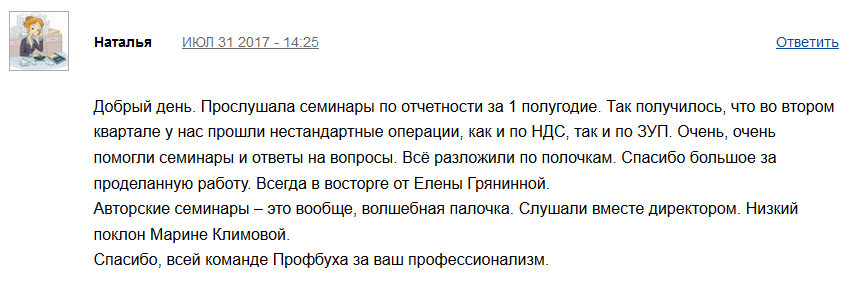 Наталья ИЮЛ 31 2017 - 14:25 Ответить
Добрый день. Прослушала семинары по отчетности за 1 полугодие. Так получилось, что во втором
квартале у нас прошли нестандартные операции, как и по НДС, так и по ЗУП. Очень, очень
помогли семинары и ответы на вопросы. Всё разложили по полочкам. Спасибо большое за
проделанную работу. Всегда в восторге от Елены Грянинной.
Авторские семинары – это вообще, волшебная палочка. Слушали вместе директором. Низкий
поклон Марине Климовой.
Спасибо, всей команде Профбуха за ваш профессионализм.